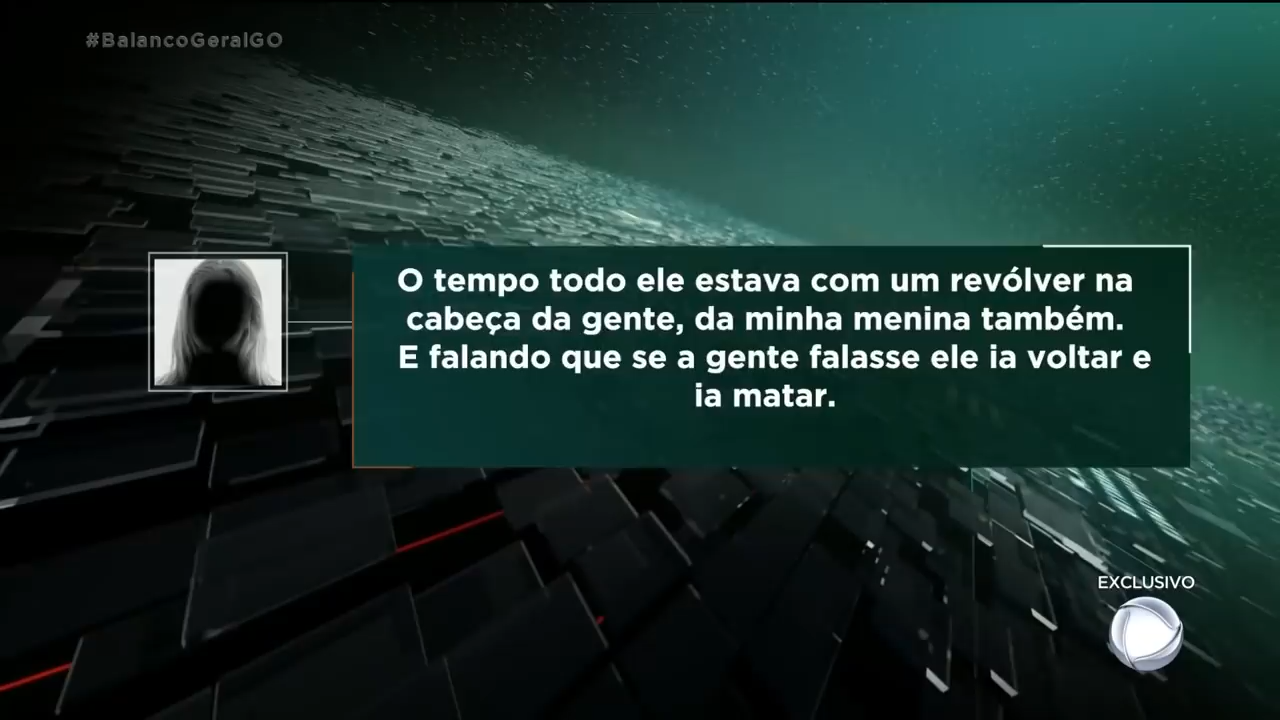 #BalancoGeralGO
O tempo todo ele estava com um revólver na
cabeça da gente, da minha menina também.
E falando que se a gente falasse ele ia voltar e
ia matar.
EXCLUSIVO